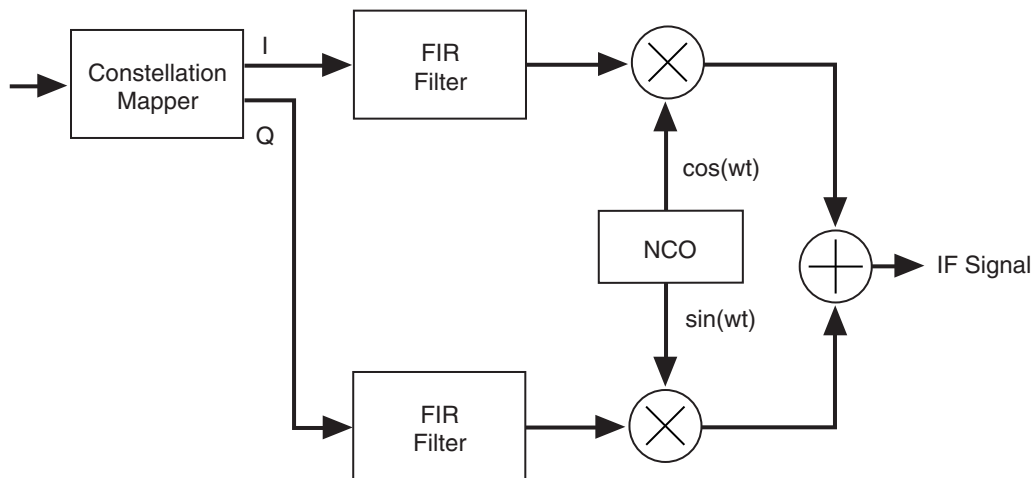 Constellation
Mapper
I
Q
FIR
Filter
cos(wt)
NCO
sin(wt)
IF Signal
FIR
Filter